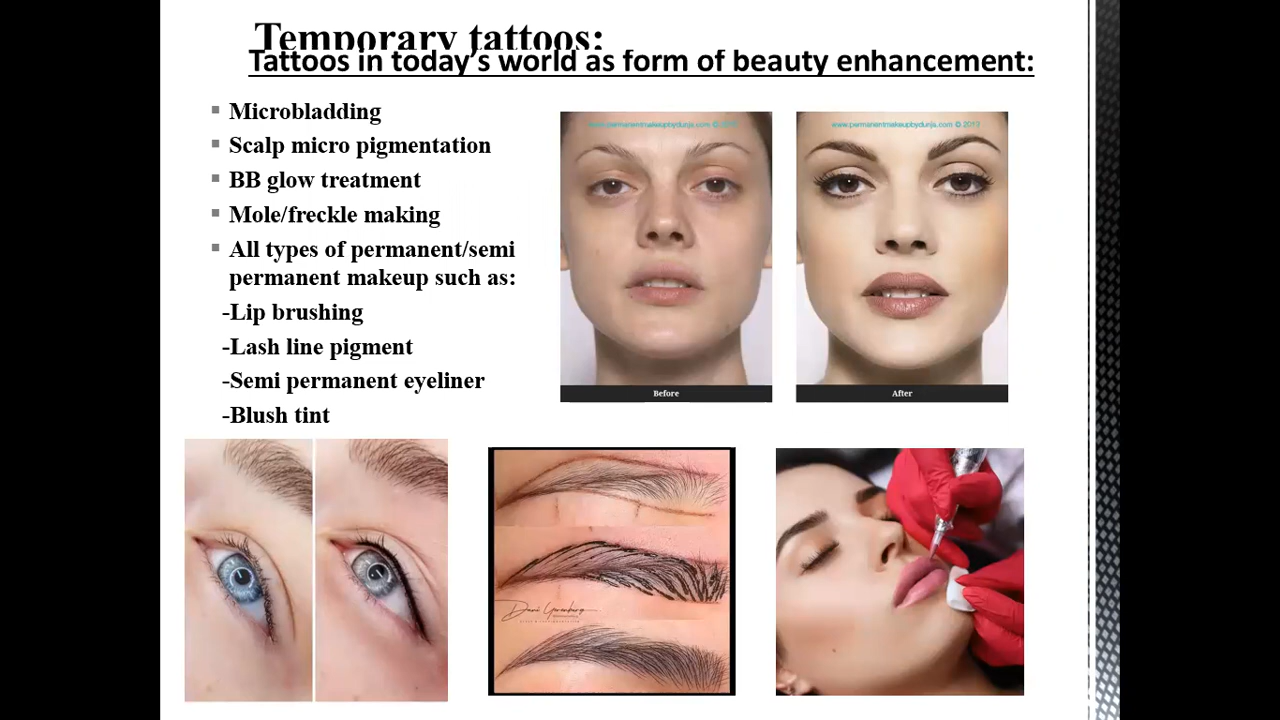 Temporary tattoos:
Tattoos in today's world as form of beauty enhancement:
Microblading
Scalp micro pigmentation
BB glow treatment
Mole/freckle making
All types of permanent/semi
permanent makeup such as:
-Lip brushing
-Lash line pigment
-Semi permanent eyeliner
-Blush tint
www.permanentmakeupbydunja.com © 2013
www.permanentmakeupbydunja.com © 2013
Before
After